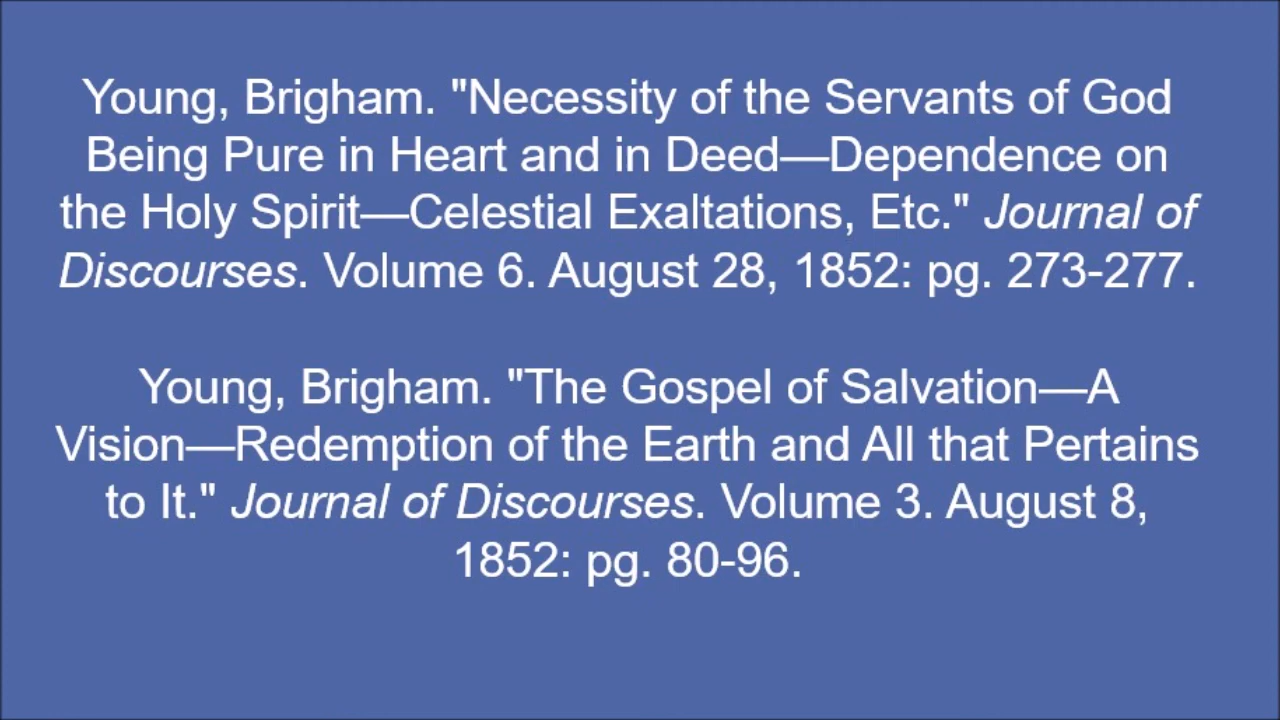 Young, Brigham. "Necessity of the Servants of God
Being Pure in Heart and in Deed—Dependence on
the Holy Spirit—Celestial Exaltations, Etc." Journal of
Discourses. Volume 6. August 28, 1852: pg. 273-277.
Young, Brigham. "The Gospel of Salvation—A
Vision—Redemption of the Earth and All that Pertains
to It." Journal of Discourses. Volume 3. August 8,
1852: pg. 80-96.